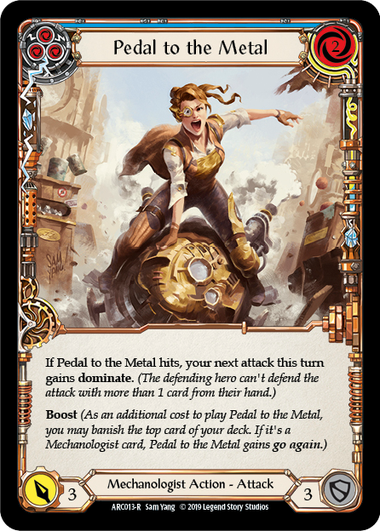 Pedal to the Metal
2
If Pedal to the Metal hits, your next attack this turn
gains dominate. (The defending hero can't defend the
attack with more than 1 card from their hand.)
Boost (As an additional cost to play Pedal to the Metal,
you may banish the top card of your deck. If it's a
Mechanologist card, Pedal to the Metal gains go again.)
3
Mechanologist Action - Attack
3
ARC013-R Sam Yang © 2019 Legend Story Studios